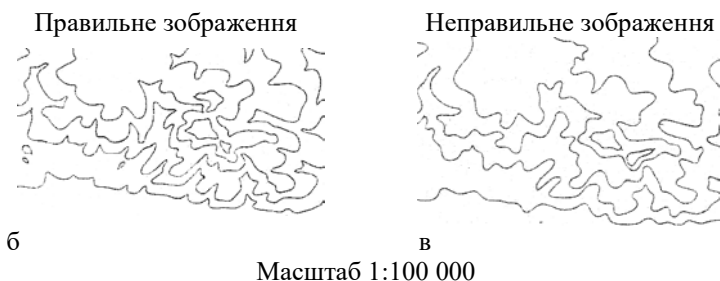 Правильне зображення Неправильне зображення
б в
Масштаб 1:100 000